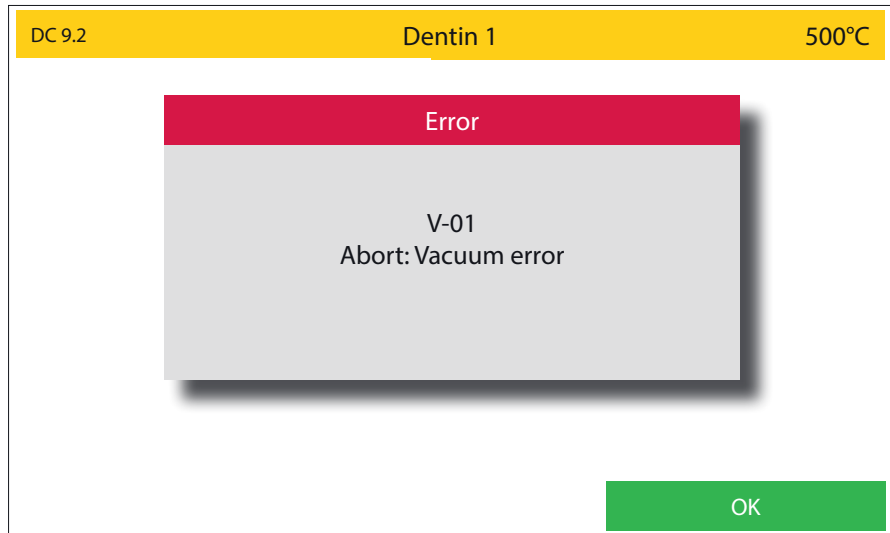 DC 9.2 Dentin 1 500°C
Error
V-01
Abort: Vacuum error
OK